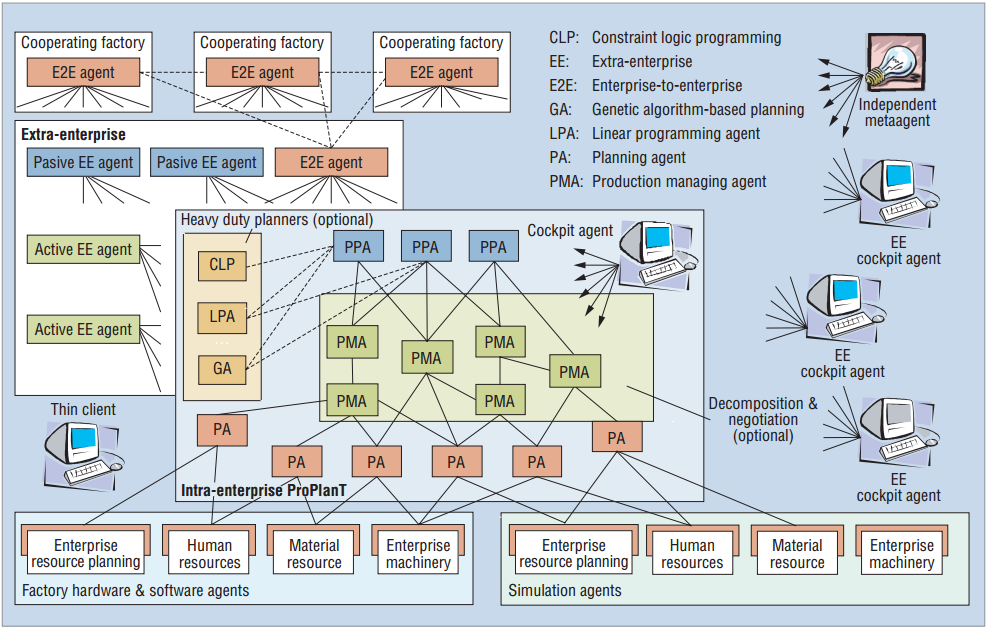 Cooperating factory
E2E agent
Cooperating factory
E2E agent
Cooperating factory
E2E agent
CLP: Constraint logic programming
EE: Extra-enterprise
E2E: Enterprise-to-enterprise
GA: Genetic algorithm-based planning
LPA: Linear programming agent
PA: Planning agent
PMA: Production managing agent
Independent
metaagent
Extra-enterprise
Pasive EE agent
Pasive EE agent
E2E agent
Active EE agent
Active EE agent
Heavy duty planners (optional)
CLP
LPA
...
GA
PPA
PPA
PPA
Cockpit agent
EE
cockpit agent
EE
cockpit agent
EE
cockpit agent
PMA
PMA
PMA
PMA
PMA
PMA
Decomposition &
negotiation
(optional)
Thin client
PA
PA
PA
PA
PA
PA
Intra-enterprise ProPlanT
Enterprise
resource planning
Human
resources
Material
resource
Enterprise
machinery
Factory hardware & software agents
Enterprise
resource planning
Human
resources
Material
resource
Enterprise
machinery
Simulation agents